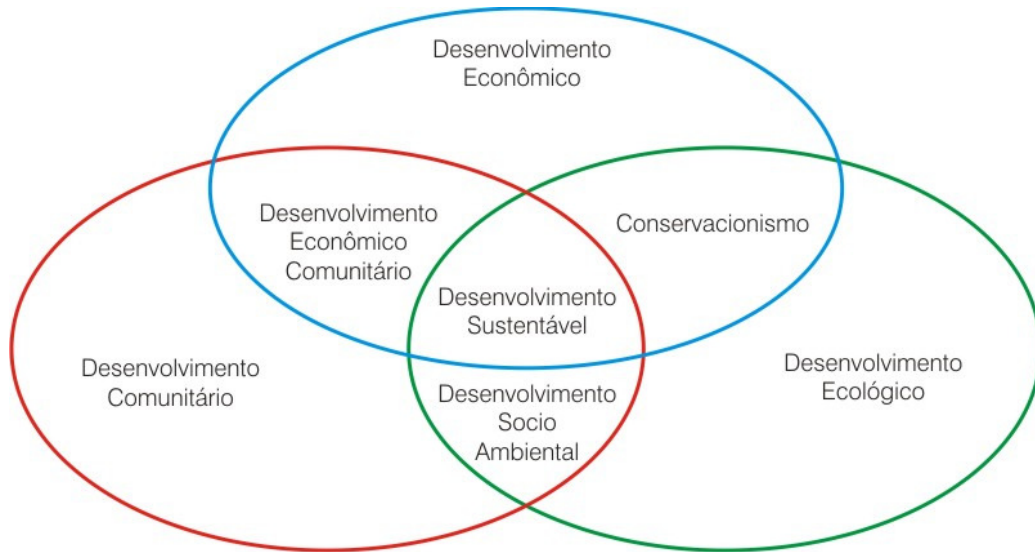 Desenvolvimento
Econômico
Desenvolvimento
Econômico
Comunitário
Conservacionismo
Desenvolvimento
Sustentável
Desenvolvimento
Comunitário
Desenvolvimento
Ecológico
Desenvolvimento
Socio
Ambiental